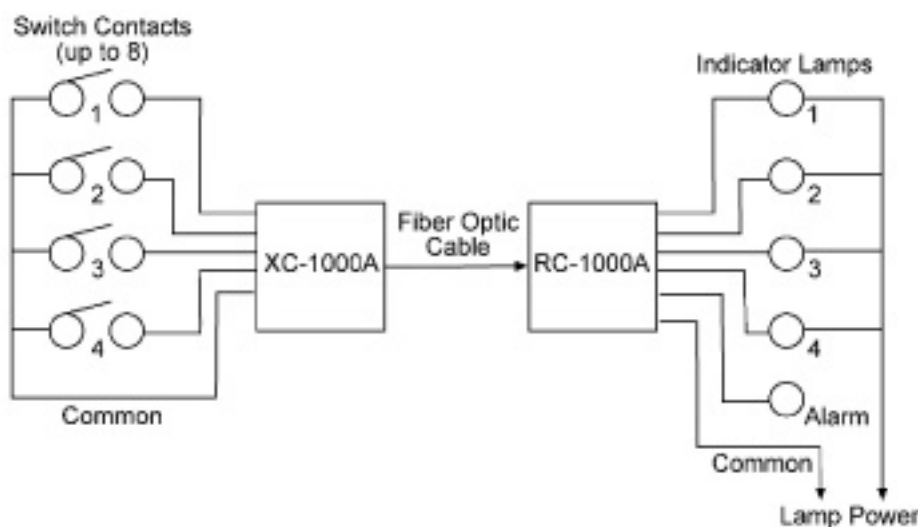 Switch Contacts
(up to 8)
1
2
3
4
Common
XC-1000A
Fiber Optic
Cable
RC-1000A
Indicator Lamps
1
2
3
4
Alarm
Common
Lamp Power